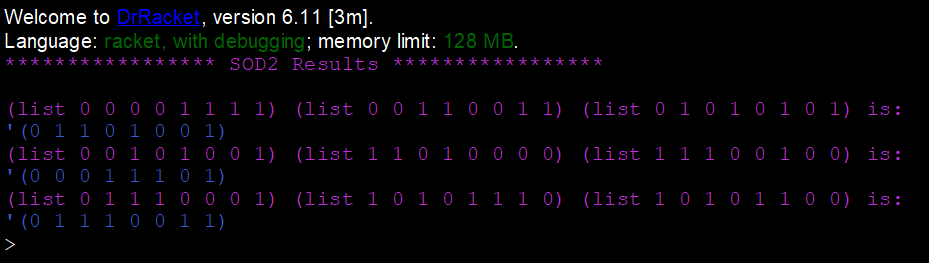 Welcome to DrRacket, version 6.11 [3m].
Language: racket, with debugging; memory limit: 128 MB.
***************** SOD2 Results *****************
(list 0 0 0 0 1 1 1 1) (list 0 0 1 1 0 0 1 1) (list 0 1 0 1 0 1 0 1) is:
'(0 1 1 0 1 0 0 1)
(list 0 0 1 0 1 0 0 1) (list 1 1 0 1 0 0 0 0) (list 1 1 1 0 0 1 0 0) is:
'(0 0 0 1 1 1 0 1)
(list 0 1 1 1 0 0 0 1) (list 1 0 1 0 1 1 1 0) (list 1 0 1 0 1 1 0 0) is:
'(0 1 1 1 0 0 1 1)
>